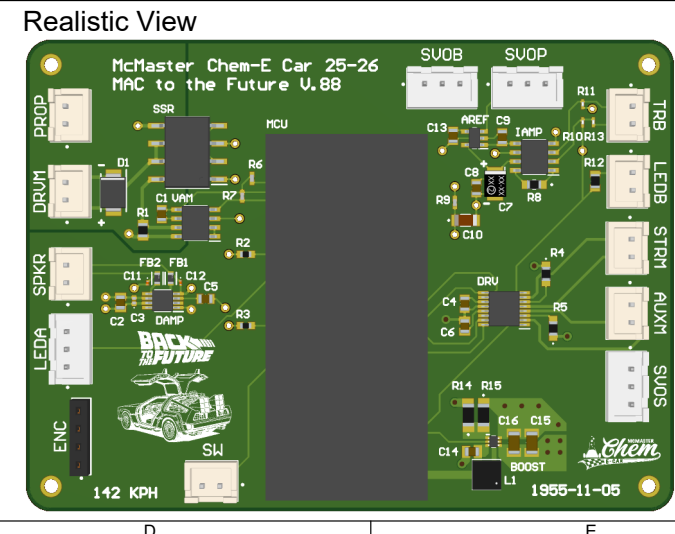 Realistic View
McMaster Chem-E Car 25-26
MAC to the Future V.88
SVOB
SVOP
PROP
SSR
MCU
C13
AREF
C9
IAMP
R11
R10
R13
TRB
DRVM
D1
C1
VAM
R6
R7
R1
C8
R9
C7
C10
R8
R12
LEDB
R2
SPKR
FB2
FB1
C11
C12
C5
C2
C3
DAMP
R3
DRV
R4
C4
C6
R5
STRM
AUXM
LEDA
BACK
TO THE
FUTURE
SVOS
R14
R15
C16
C15
C14
BOOST
L1
ENC
SW
142 KPH
McMASTER
Chem
E-CAR
1955-11-05
D